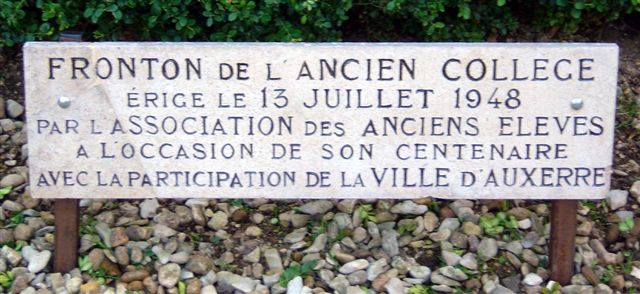 FRONTON DE L'ANCIEN COLLEGE
ÉRIGE LE 13 JUILLET 1948
PAR L'ASSOCIATION DES ANCIENS ELEVES
A L'OCCASION DE SON CENTENAIRE
AVEC LA PARTICIPATION DE LA VILLE D'AUXERRE